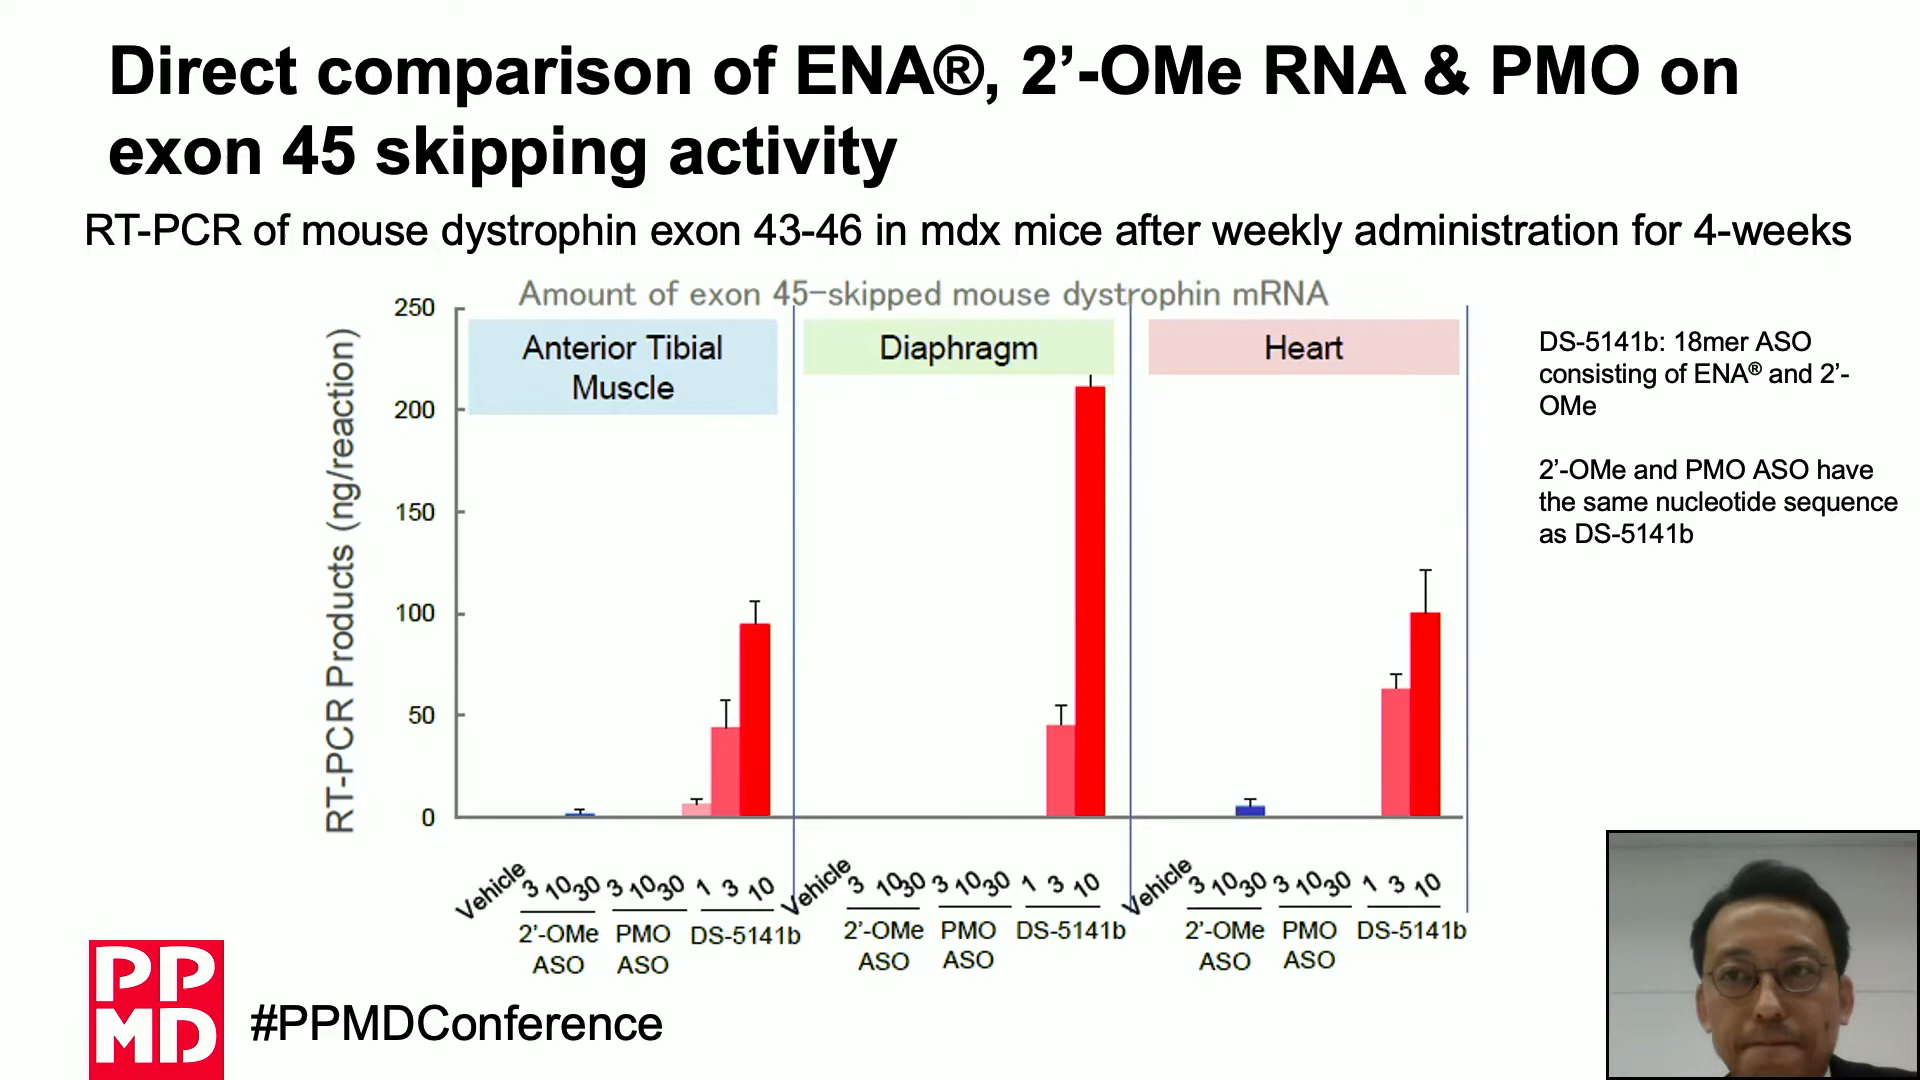 Direct comparison of ENA®, 2’-OMe RNA & PMO on
exon 45 skipping activity
RT-PCR of mouse dystrophin exon 43-46 in mdx mice after weekly administration for 4-weeks
Amount of exon 45-skipped mouse dystrophin mRNA
RT-PCR Products (ng/reaction)
250
200
150
100
50
0
Anterior Tibial
Muscle
Diaphragm
Heart
DS-5141b: 18mer ASO
consisting of ENA® and 2’-
OMe
2’-OMe and PMO ASO have
the same nucleotide sequence
as DS-5141b
Vehicle 3 10 30 3 10 30 1 3 10
2’-OMe
ASO
PMO
ASO
DS-5141b
Vehicle 3 10 30 3 10 30 1 3 10
2’-OMe
ASO
PMO
ASO
DS-5141b
Vehicle 3 10 30 3 10 30 1 3 10
2’-OMe
ASO
PMO
ASO
DS-5141b
PP
MD
#PPMDConference